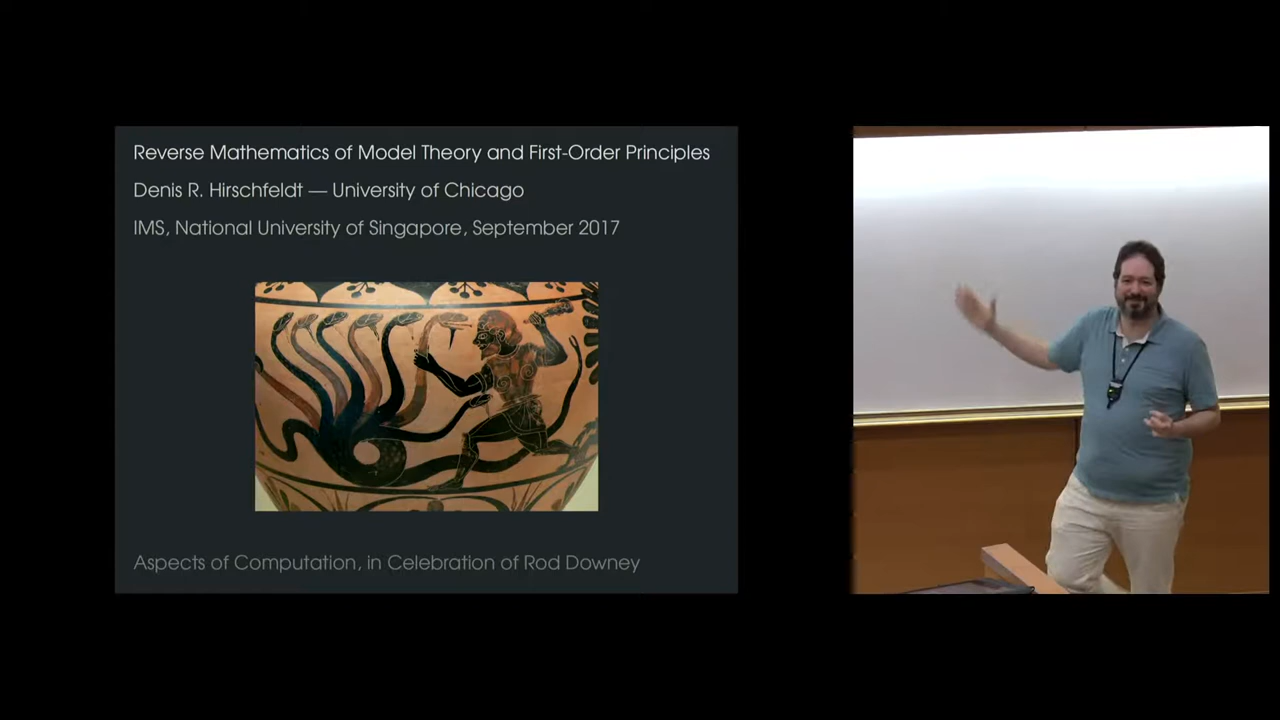 Reverse Mathematics of Model Theory and First-Order Principles
Denis R. Hirschfeldt — University of Chicago
IMS, National University of Singapore, September 2017
Aspects of Computation, in Celebration of Rod Downey